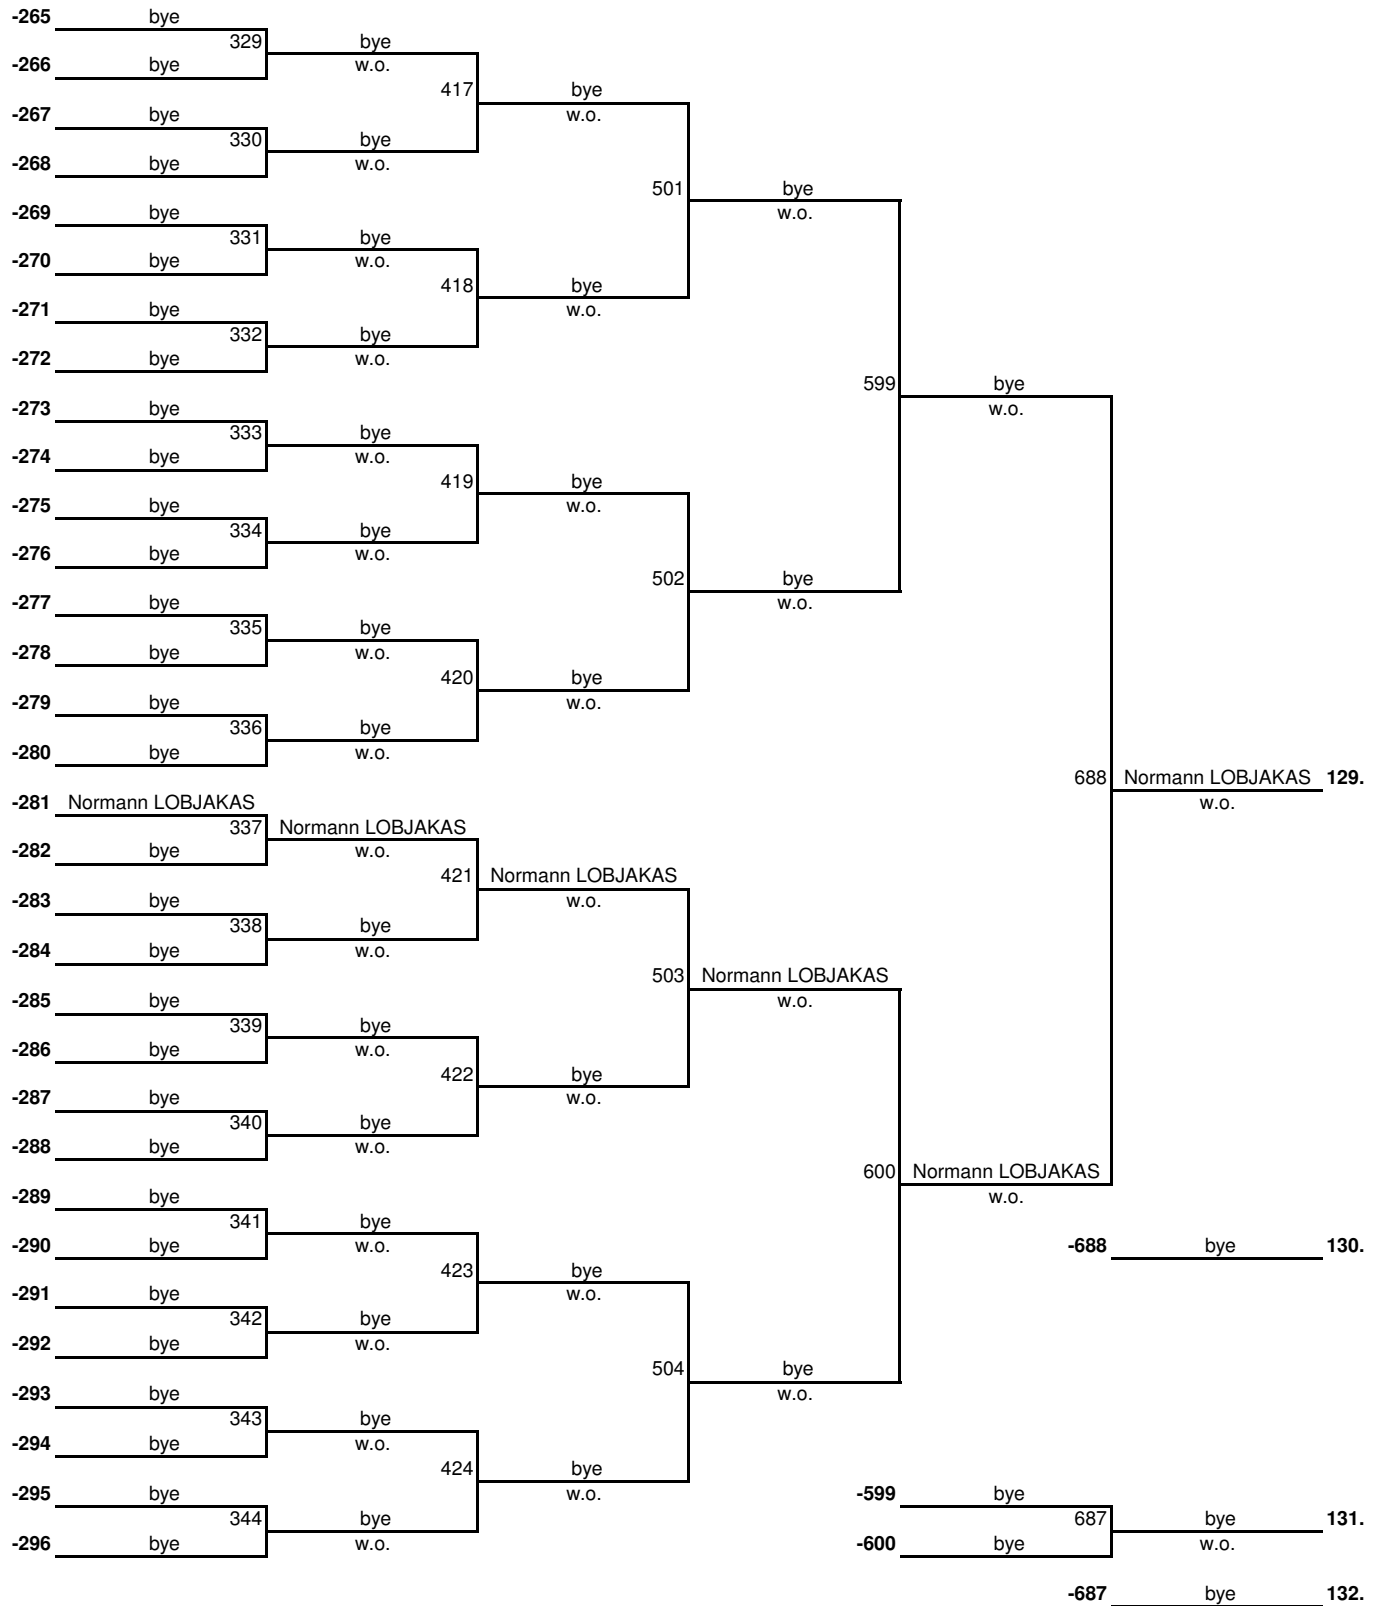 -265 bye
329 bye
-266 bye w.o.
417 bye
-267 bye w.o.
330 bye
-268 bye w.o.
501 bye
-269 bye w.o.
331 bye
-270 bye w.o.
418 bye
-271 bye w.o.
332 bye
-272 bye w.o.
599 bye
-273 bye w.o.
333 bye
-274 bye w.o.
419 bye
-275 bye w.o.
334 bye
-276 bye w.o.
502 bye
-277 bye w.o.
335 bye
-278 bye w.o.
420 bye
-279 bye w.o.
336 bye
-280 bye w.o.
688 Normann LOBJAKAS 129.
-281 Normann LOBJAKAS w.o.
337 Normann LOBJAKAS
-282 bye w.o.
421 Normann LOBJAKAS
-283 bye w.o.
338 bye
-284 bye w.o.
503 Normann LOBJAKAS
-285 bye w.o.
339 bye
-286 bye w.o.
422 bye
-287 bye w.o.
340 bye
-288 bye w.o.
600 Normann LOBJAKAS
-289 bye w.o.
341 bye
-290 bye w.o. -688 bye 130.
423 bye
-291 bye w.o.
342 bye
-292 bye w.o.
504 bye
-293 bye w.o.
343 bye
-294 bye w.o.
424 bye
-295 bye w.o. -599 bye
344 bye 687 bye 131.
-296 bye w.o. -600 bye w.o.
-687 bye 132.